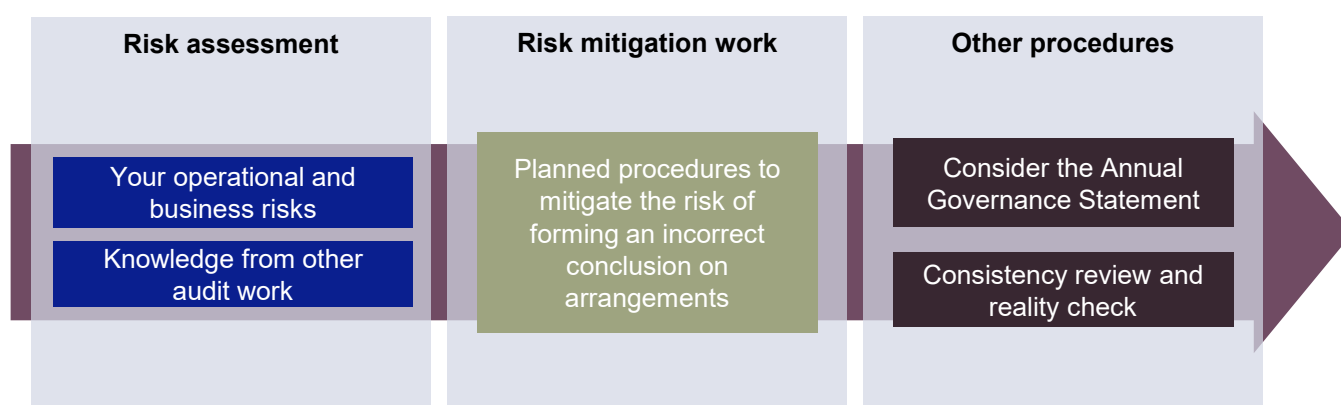 Risk assessment
Your operational and
business risks
Knowledge from other
audit work
Risk mitigation work
Planned procedures to
mitigate the risk of
forming an incorrect
conclusion on
arrangements
Other procedures
Consider the Annual
Governance Statement
Consistency review and
reality check